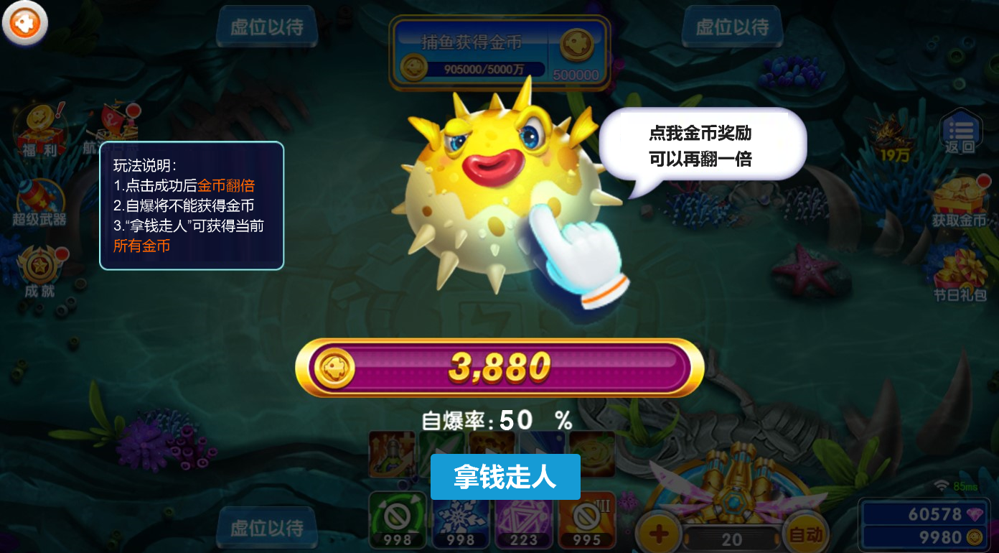 虚位以待
虚位以待
捕鱼获得金币
905000/5000万
500000
点我金币奖励
可以再翻一倍
福利
返回
19万
玩法说明:
1.点击成功后金币翻倍
2.自爆将不能获得金币
3.“拿钱走人”可获得当前
所有金币
超级武器
获取金币
成就
节日礼包
3,880
自爆率:50 %
拿钱走人
85ms
虚位以待
998
998
223
III
995
20
自动
60578
9980